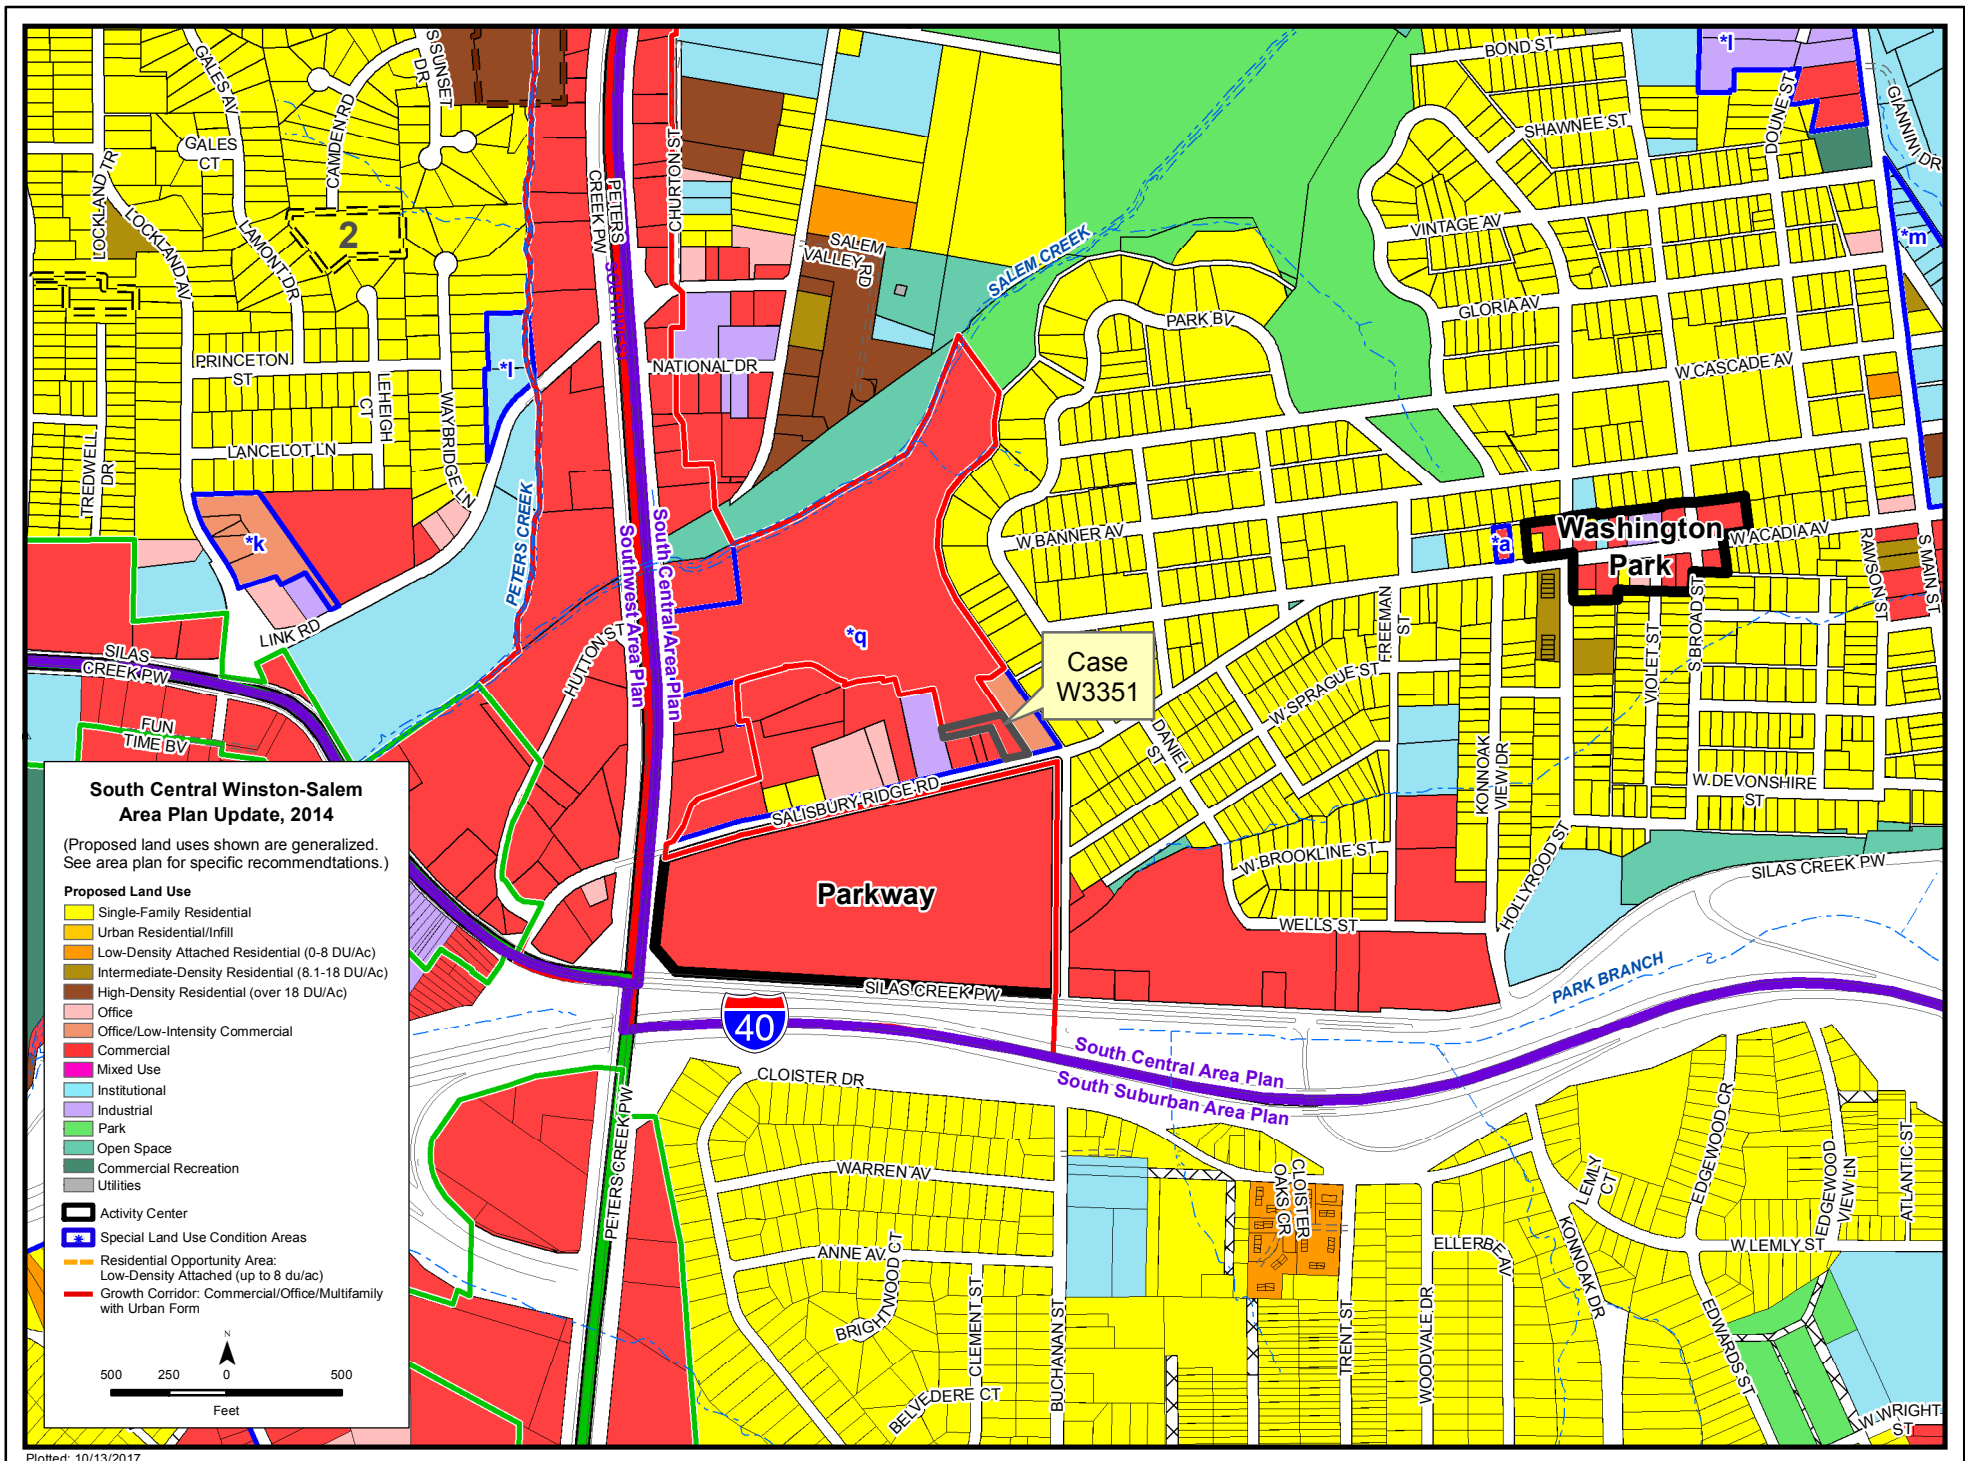 BOND ST
*l
GALES AV
SUNSET
DR
CAMDEN RD
GALES
CT
LOCKLAND TR
LOCKLAND AV
LAMONT DR
2
PETERS
CREEK PW
CHURTON ST
SHAWNEE ST
DOUNE ST
GIANNINI DR
SALEM
VALLEY RD
SALEM CREEK
VINTAGE AV
*m
SOUTHWEST
PARK BV
GLORIA AV
PRINCETON
ST
*l
NATIONAL DR
W CASCADE AV
LEHEIGH
CT
WAYBRIDGE LN
TREDWELL
DR
LANCELOT LN
*k
PETERS CREEK
South Central Area Plan
Southwest Area Plan
W BANNER AV
*a
Washington
Park
W ACADIA AV
RAWSON ST
S MAIN ST
LINK RD
SILAS
CREEK PW
HUTTON ST
*q
FREEMAN
ST
Case
W3351
W SPRAGUE ST
VIOLET ST
S BROAD ST
FUN
TIME BV
DANIEL
ST
KONNOAK
VIEW DR
W DEVONSHIRE
ST
SALISBURY RIDGE RD
W BROOKLINE ST
HOLLYROOD ST
SILAS CREEK PW
Parkway
WELLS ST
SILAS CREEK PW
PARK BRANCH
40
South Central Area Plan
South Suburban Area Plan
CLOISTER DR
PETERS CREEK PW
WARREN AV
CLOISTER
OAKS CR
LEMLY
CT
EDGEWOOD CR
EDGEWOOD
VIEW LN
ATLANTIC ST
ANNE AV
BRIGHTWOOD CT
CLEMENT ST
BUCHANAN ST
ELLERBE AV
KONNOAK DR
W LEMLY ST
TRENT ST
WOODVALE DR
EDWARDS ST
BELVEDERE CT
W WRIGHT
ST
South Central Winston-Salem
Area Plan Update, 2014
(Proposed land uses shown are generalized.
See area plan for specific recommendtations.)
Proposed Land Use
Single-Family Residential
Urban Residential/Infill
Low-Density Attached Residential (0-8 DU/Ac)
Intermediate-Density Residential (8.1-18 DU/Ac)
High-Density Residential (over 18 DU/Ac)
Office
Office/Low-Intensity Commercial
Commercial
Mixed Use
Institutional
Industrial
Park
Open Space
Commercial Recreation
Utilities
Activity Center
* Special Land Use Condition Areas
Residential Opportunity Area:
Low-Density Attached (up to 8 du/ac)
Growth Corridor: Commercial/Office/Multifamily
with Urban Form
N
500 250 0 500
Feet
Plotted: 10/13/2017